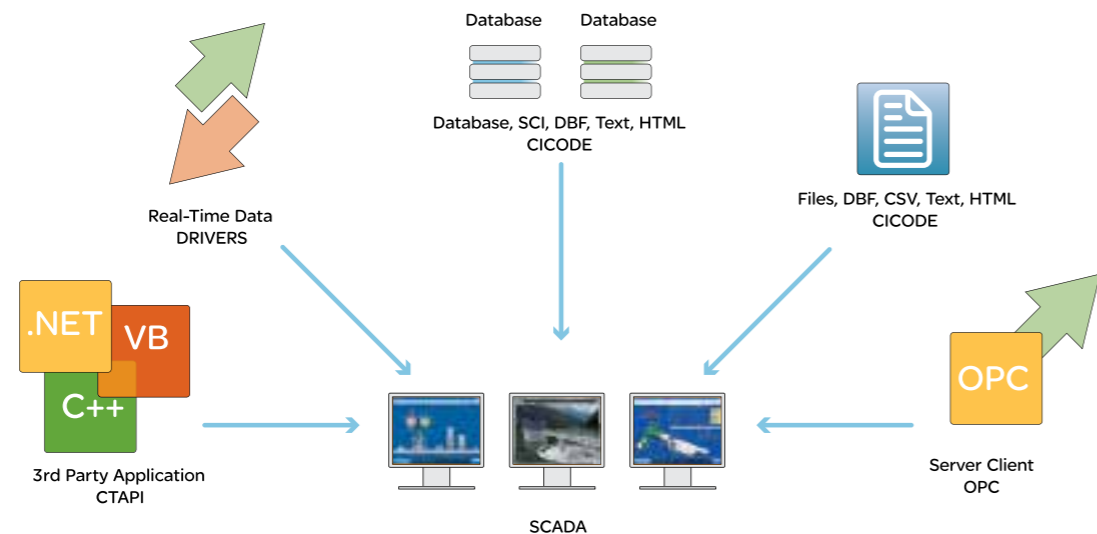 Database
Database
Database, SCI, DBF, Text, HTML
CICODE
Files, DBF, CSV, Text, HTML
CICODE
Real-Time Data
DRIVERS
.NET
VB
C++
3rd Party Application
CTAPI
OPC
Server Client
OPC
SCADA